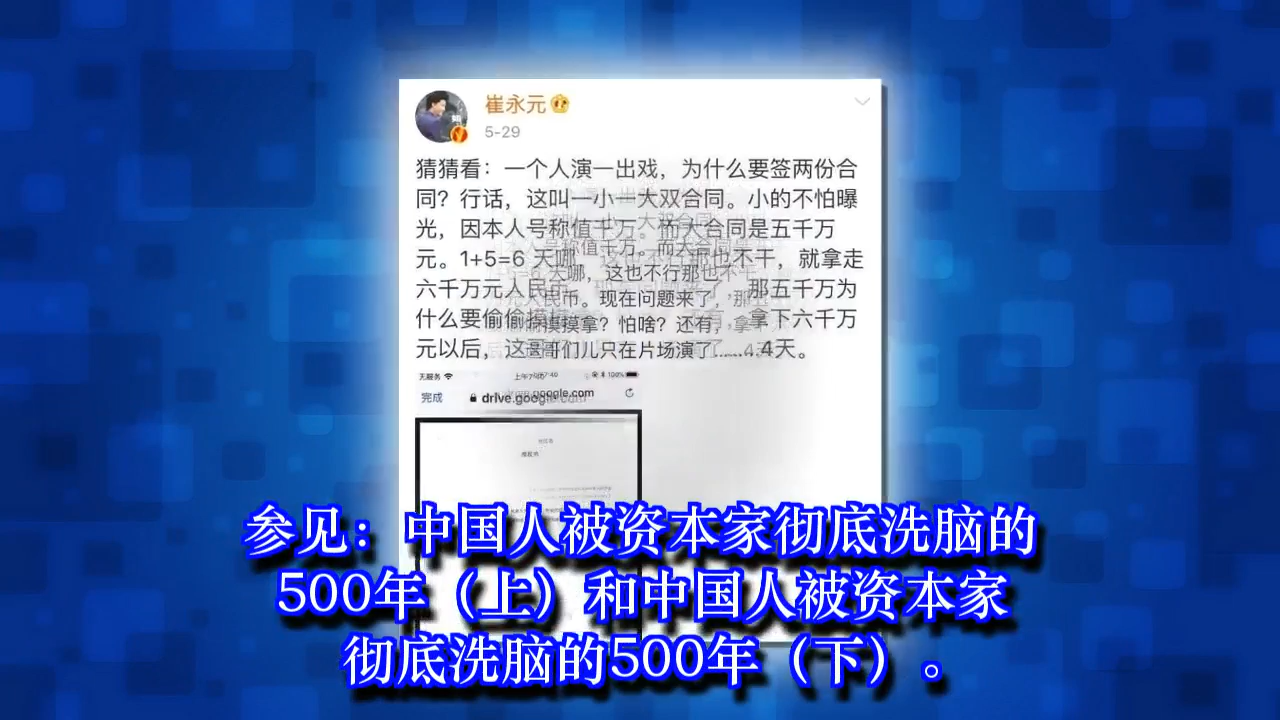 崔永元
5-29
猜猜看：一个人演一出戏，为什么要签两份合
同？行话，这叫一小一大双合同。小的不怕曝
光，因本人号称值千万。而大合同是五千万
元。1+5=6 天哪，这也不行那也不干，就拿走
六千万元人民币。现在问题来了，那五千万为
什么要偷偷摸摸拿？怕啥？还有，拿下六千万
元以后，这哥们儿只在片场演了……4天。
无服务
100%
完成
drive.google.com
参见：中国人被资本家彻底洗脑的
500年（上）和中国人被资本家
彻底洗脑的500年（下）。